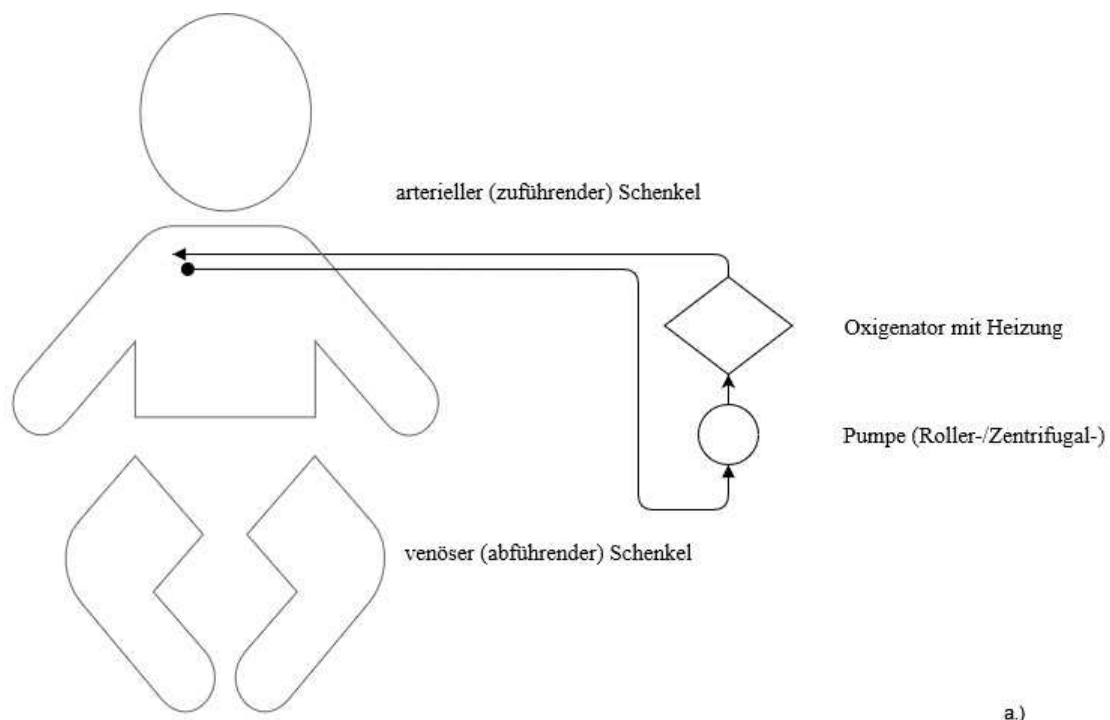 arterieller (zuführender) Schenkel
Oxigenator mit Heizung
Pumpe (Roller-/Zentrifugal-)
venöser (abführender) Schenkel
a.)